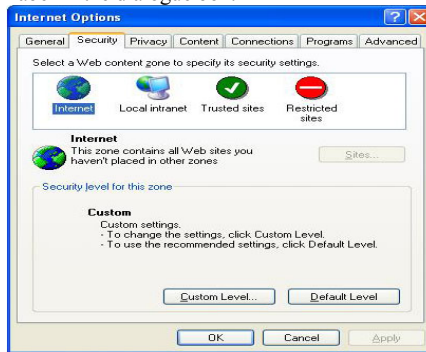 Internet Options
General Security Privacy Content Connections Programs Advanced
Select a Web content zone to specify its security settings.
Internet Local intranet Trusted sites Restricted sites
Internet
This zone contains all Web sites you haven't placed in other zones
Sites...
Security level for this zone
Custom
Custom settings.
- To change the settings, click Custom Level.
- To use the recommended settings, click Default Level.
Custom Level... Default Level
OK Cancel Apply